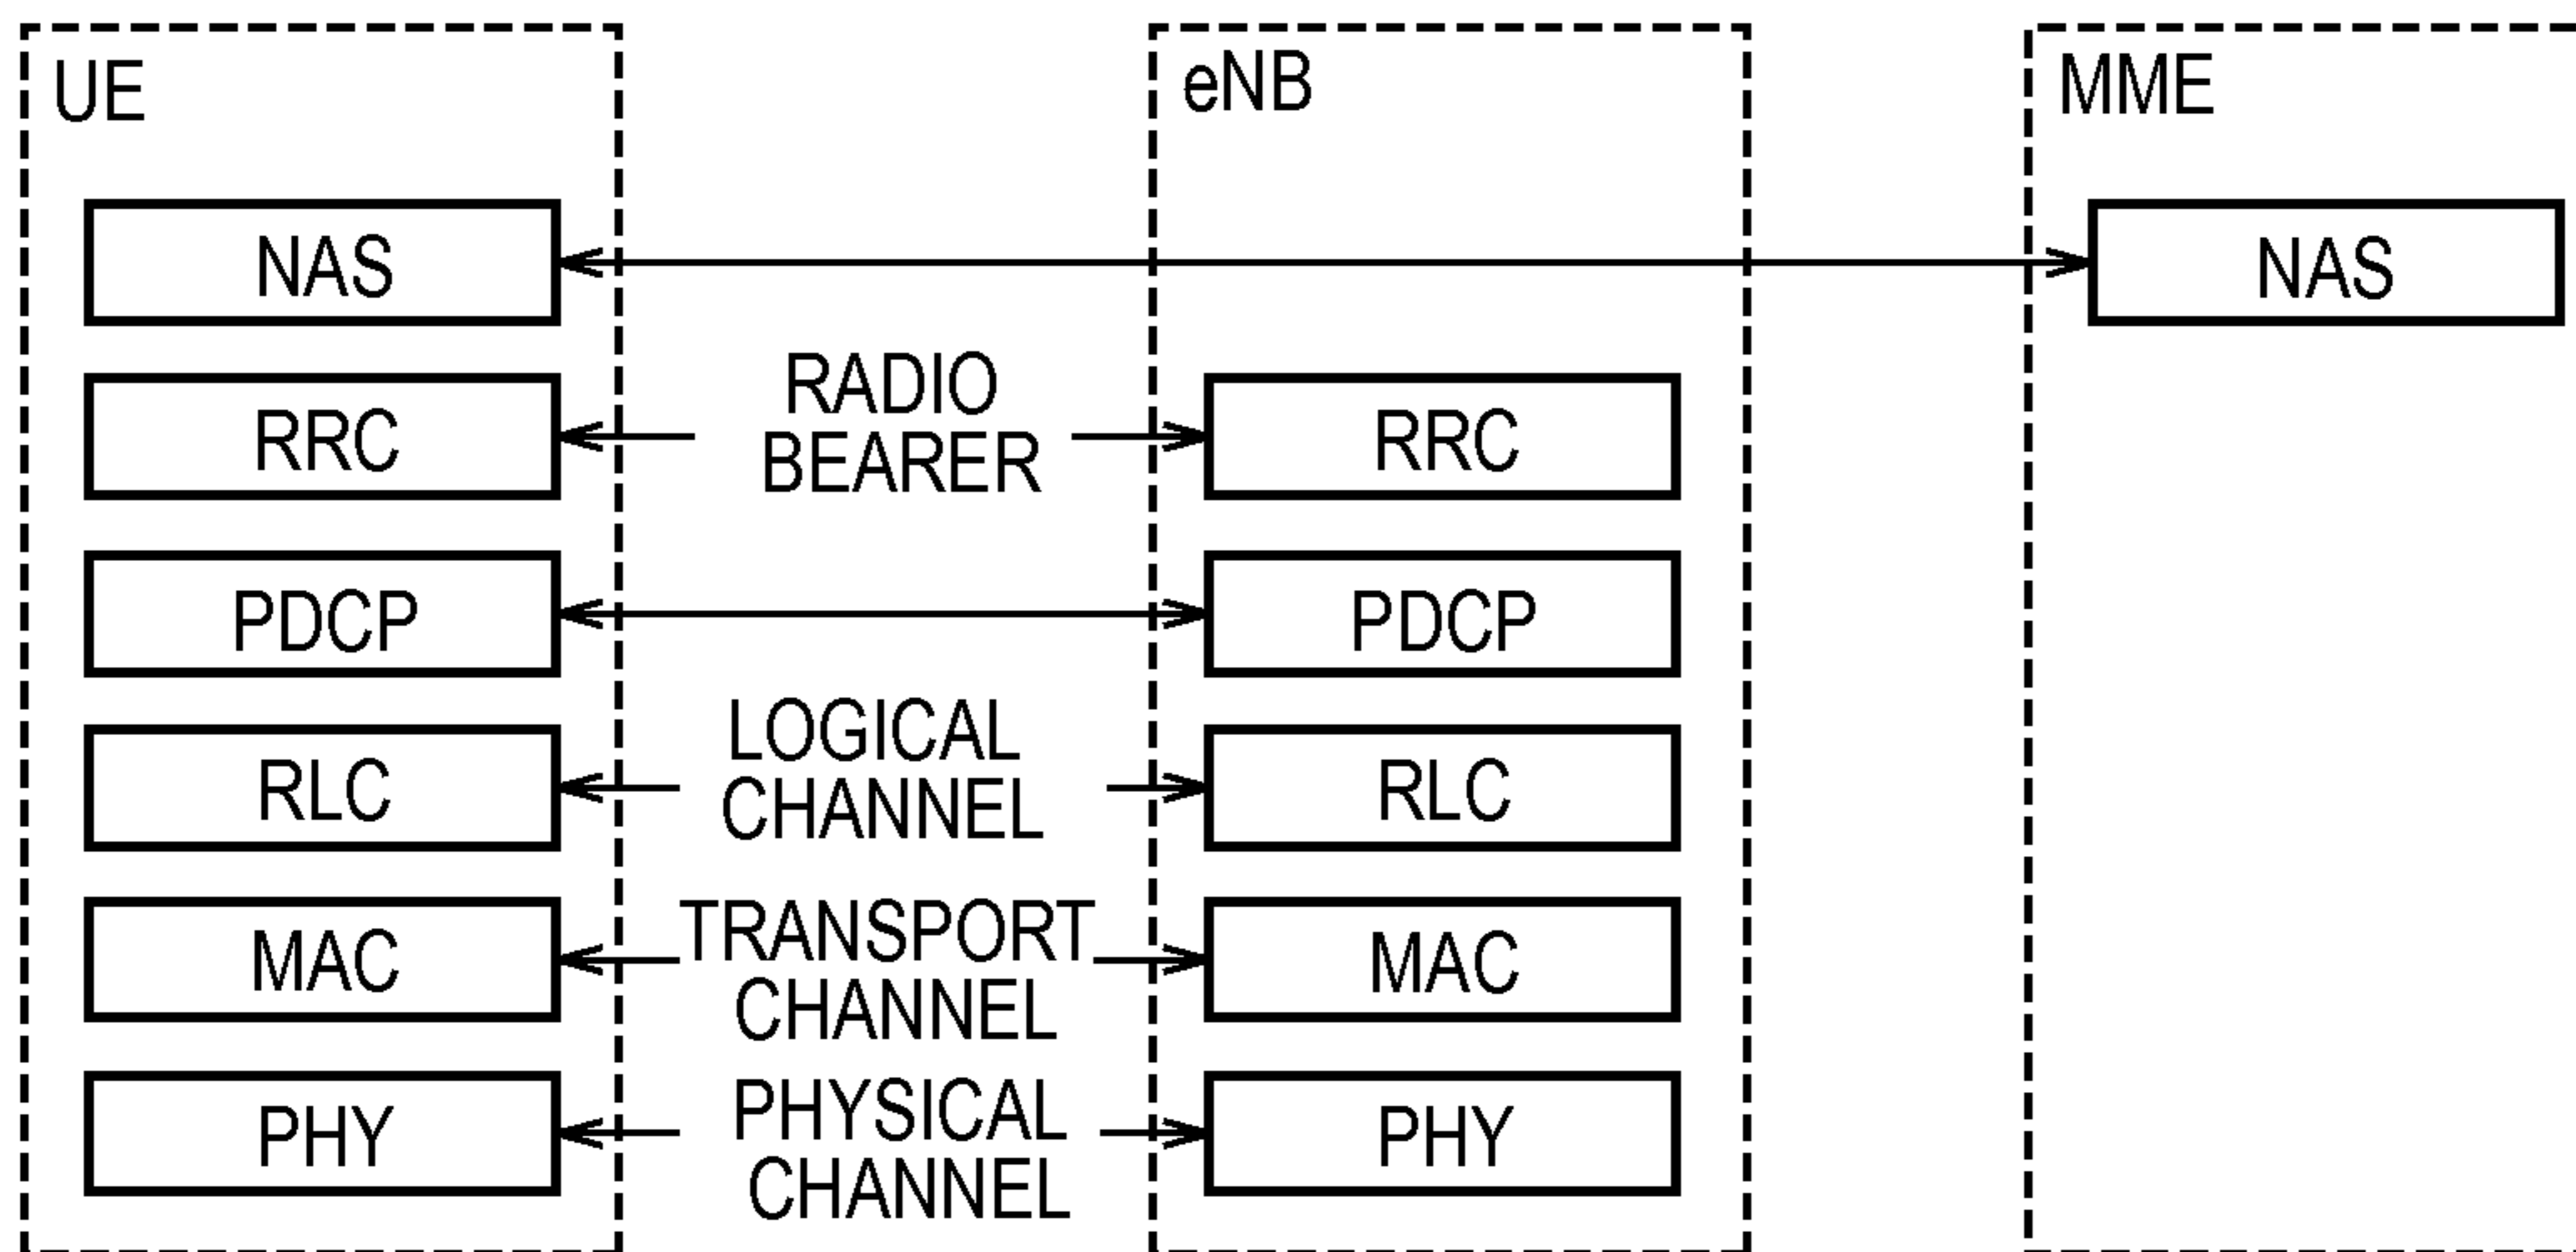 UE
eNB
MME
NAS
NAS
RADIO
BEARER
RRC
RRC
PDCP
PDCP
LOGICAL
CHANNEL
RLC
RLC
TRANSPORT
CHANNEL
MAC
MAC
PHYSICAL
CHANNEL
PHY
PHY